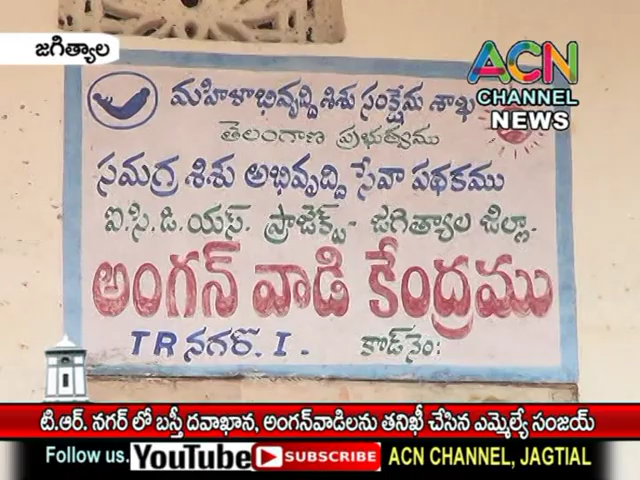 జగిత్యాల
ACN
CHANNEL
NEWS
మహిళాభివృద్ది శిశు సంక్షేమ శాఖ
తెలంగాణ ప్రభుత్వము
సమగ్ర శిశు అభివృద్ది సేవా పథకము
ఐ.సి.డి.యస్. ప్రాజెక్ట్- జగిత్యాల జిల్లా.
అంగన్ వాడి కేంద్రము
TR నగర్. I - కోడ్ నెం:
టి.ఆర్. నగర్ లో బస్తీ దవాఖాన, అంగన్‌వాడిలను తనిఖీ చేసిన ఎమ్మెల్యే సంజయ్
Follow us. YouTube SUBSCRIBE ACN CHANNEL, JAGTIAL